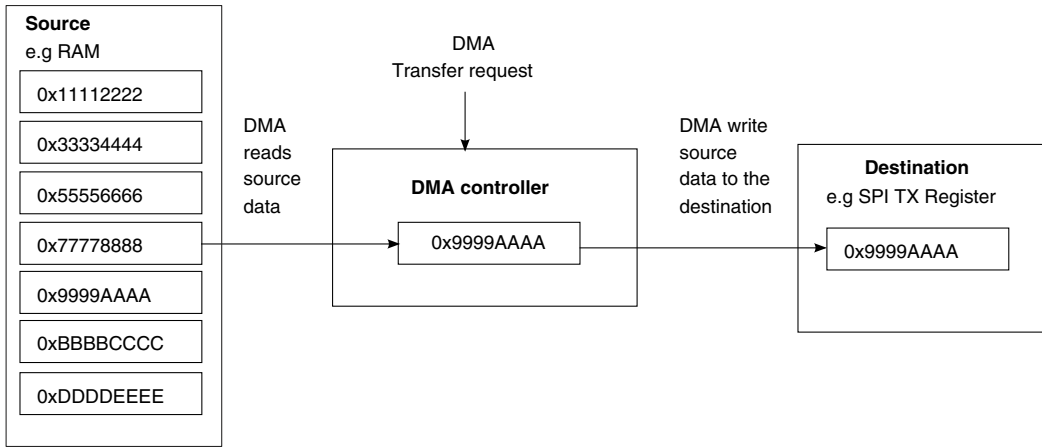 Source
e.g RAM
0x11112222
0x33334444
0x55556666
0x77778888
0x9999AAAA
0xBBBBCCCC
0xDDDDEEEE
DMA
reads
source
data
DMA
Transfer request
DMA controller
0x9999AAAA
DMA write
source
data to the
destination
Destination
e.g SPI TX Register
0x9999AAAA